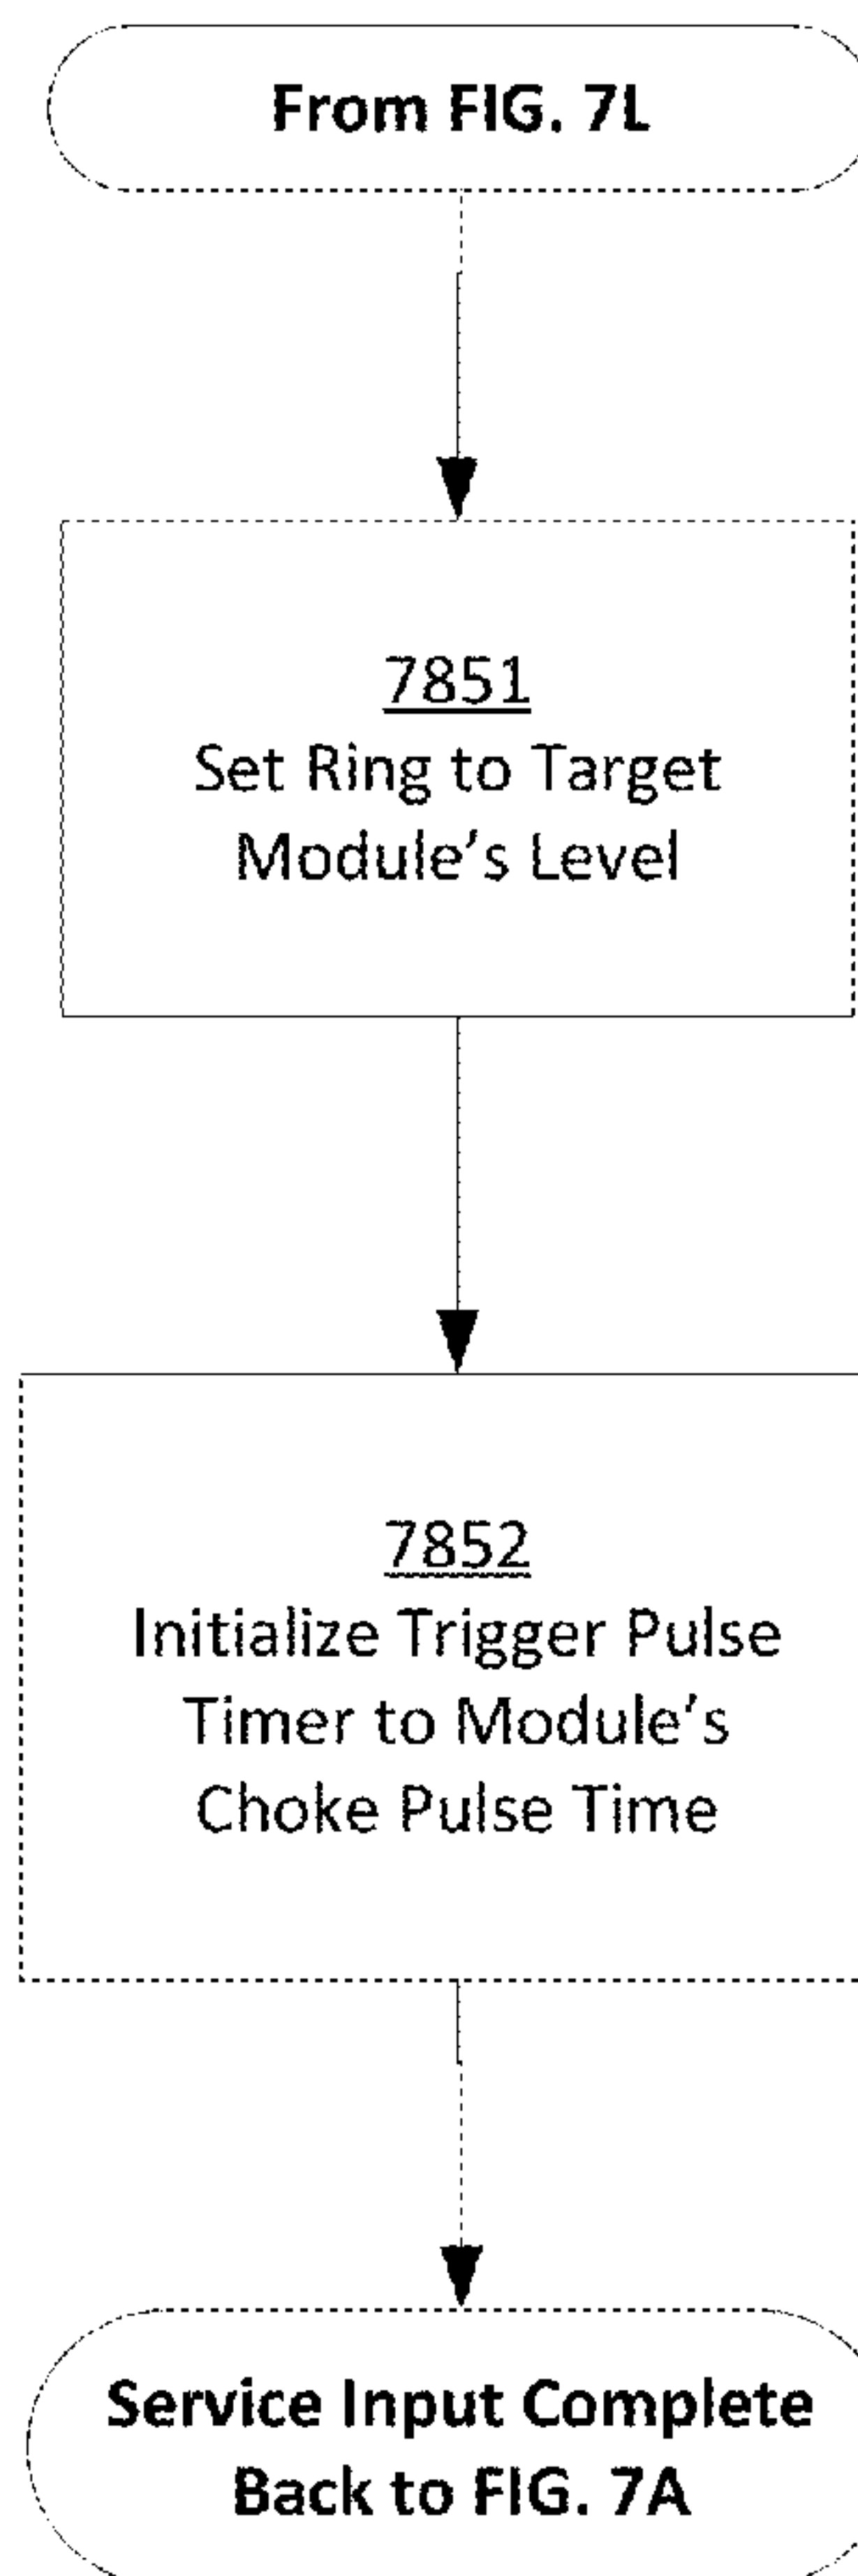 From FIG. 7L
7851
Set Ring to Target
Module's Level
7852
Initialize Trigger Pulse
Timer to Module's
Choke Pulse Time
Service Input Complete
Back to FIG. 7A